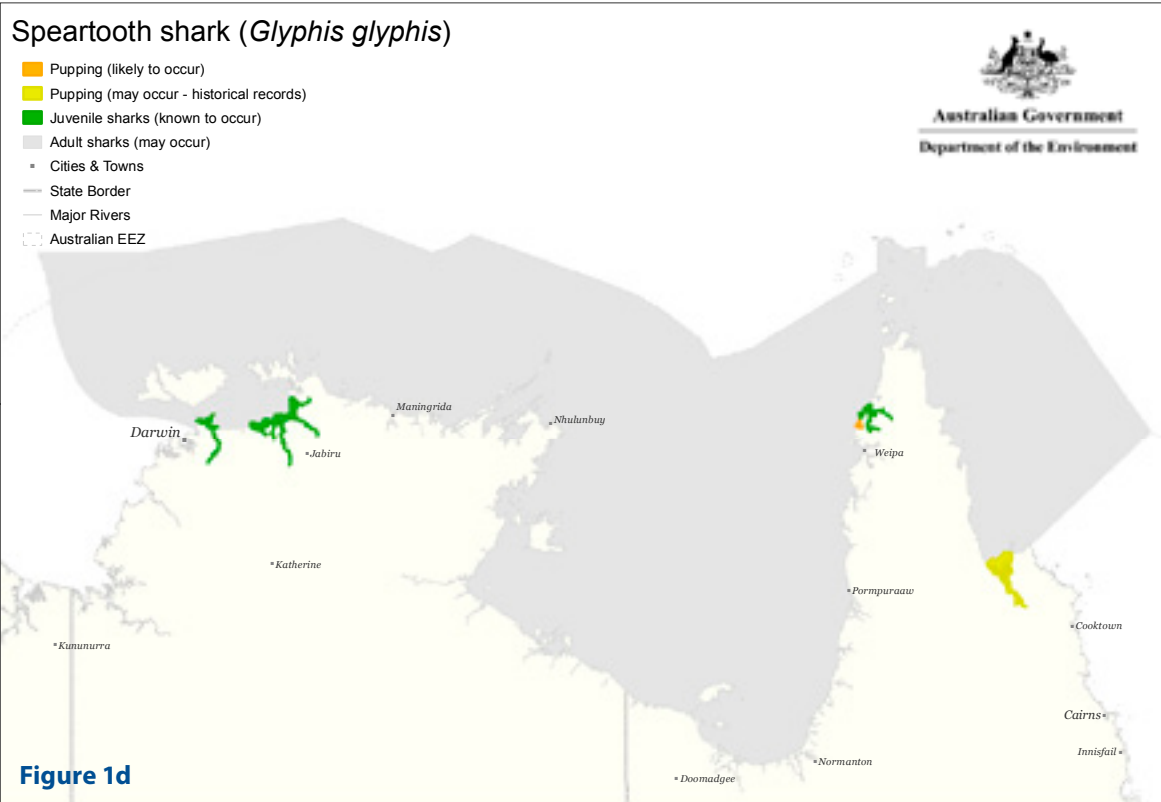 Speartooth shark (Glyphis glyphis)
Pupping (likely to occur)
Pupping (may occur - historical records)
Juvenile sharks (known to occur)
Adult sharks (may occur)
Cities & Towns
State Border
Major Rivers
Australian EEZ
Australian Government
Department of the Environment
Maningrida
Nhulunbuy
Darwin
Jabiru
Weipa
Katherine
Pormpuraaw
Cooktown
Kununurra
Cairns
Innisfail
Normanton
Doomadgee
Figure 1d